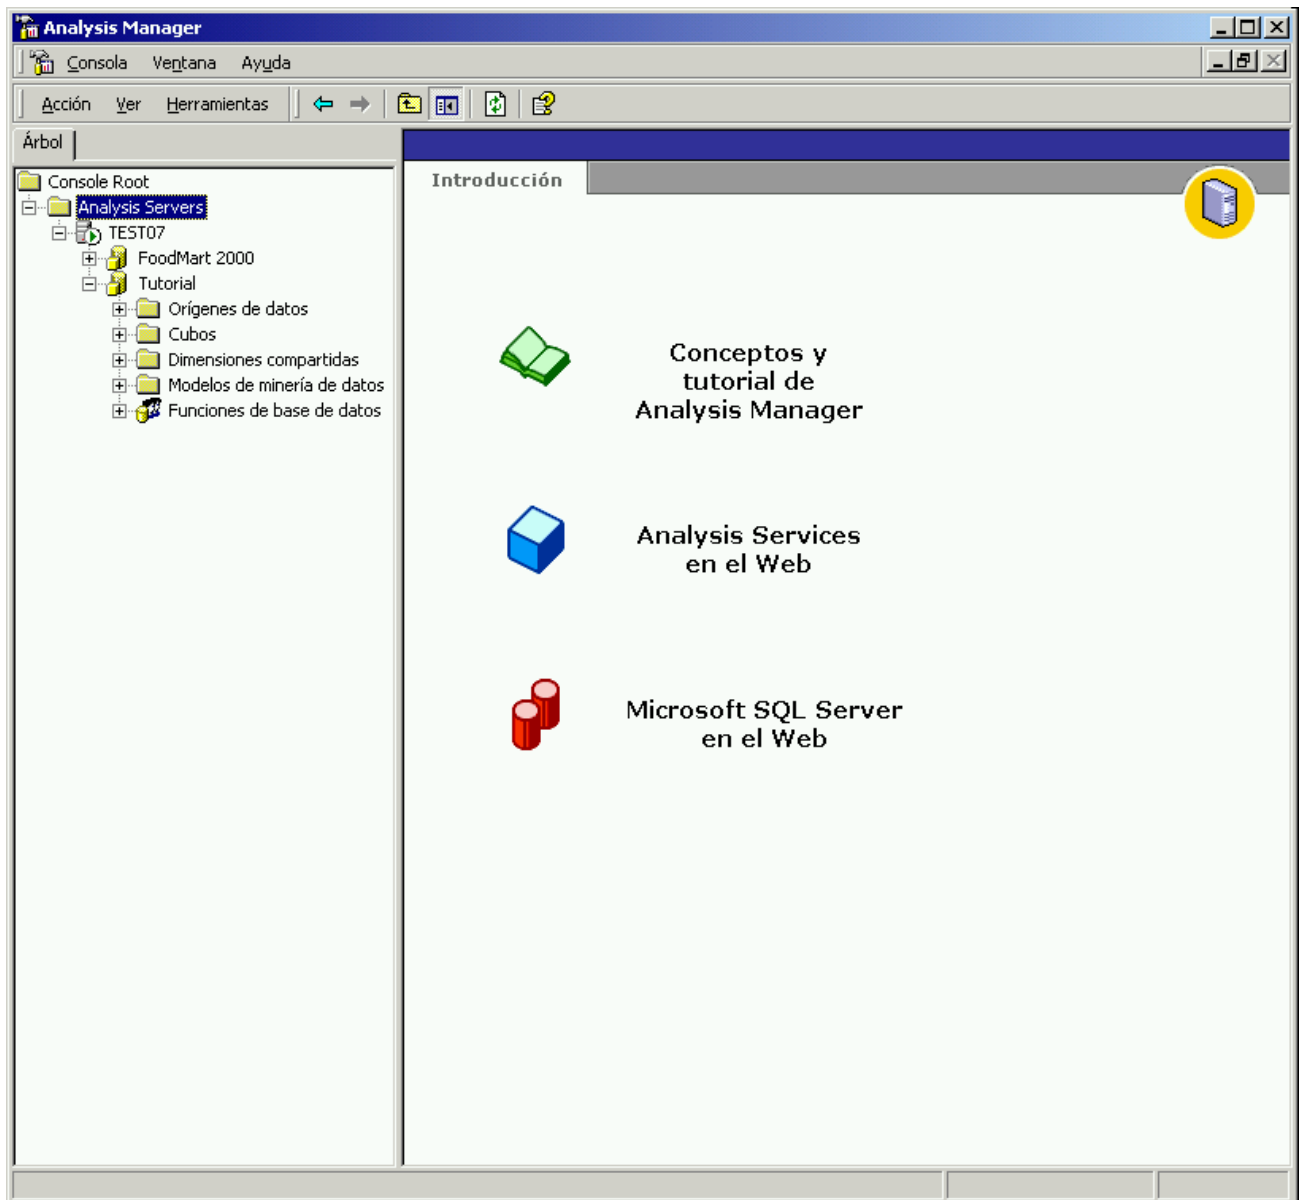 Analysis Manager
Consola Ventana Ayuda
Acción Ver Herramientas
Árbol
Console Root
Analysis Servers
TEST07
FoodMart 2000
Tutorial
Orígenes de datos
Cubos
Dimensiones compartidas
Modelos de minería de datos
Funciones de base de datos
Introducción
Conceptos y
tutorial de
Analysis Manager
Analysis Services
en el Web
Microsoft SQL Server
en el Web